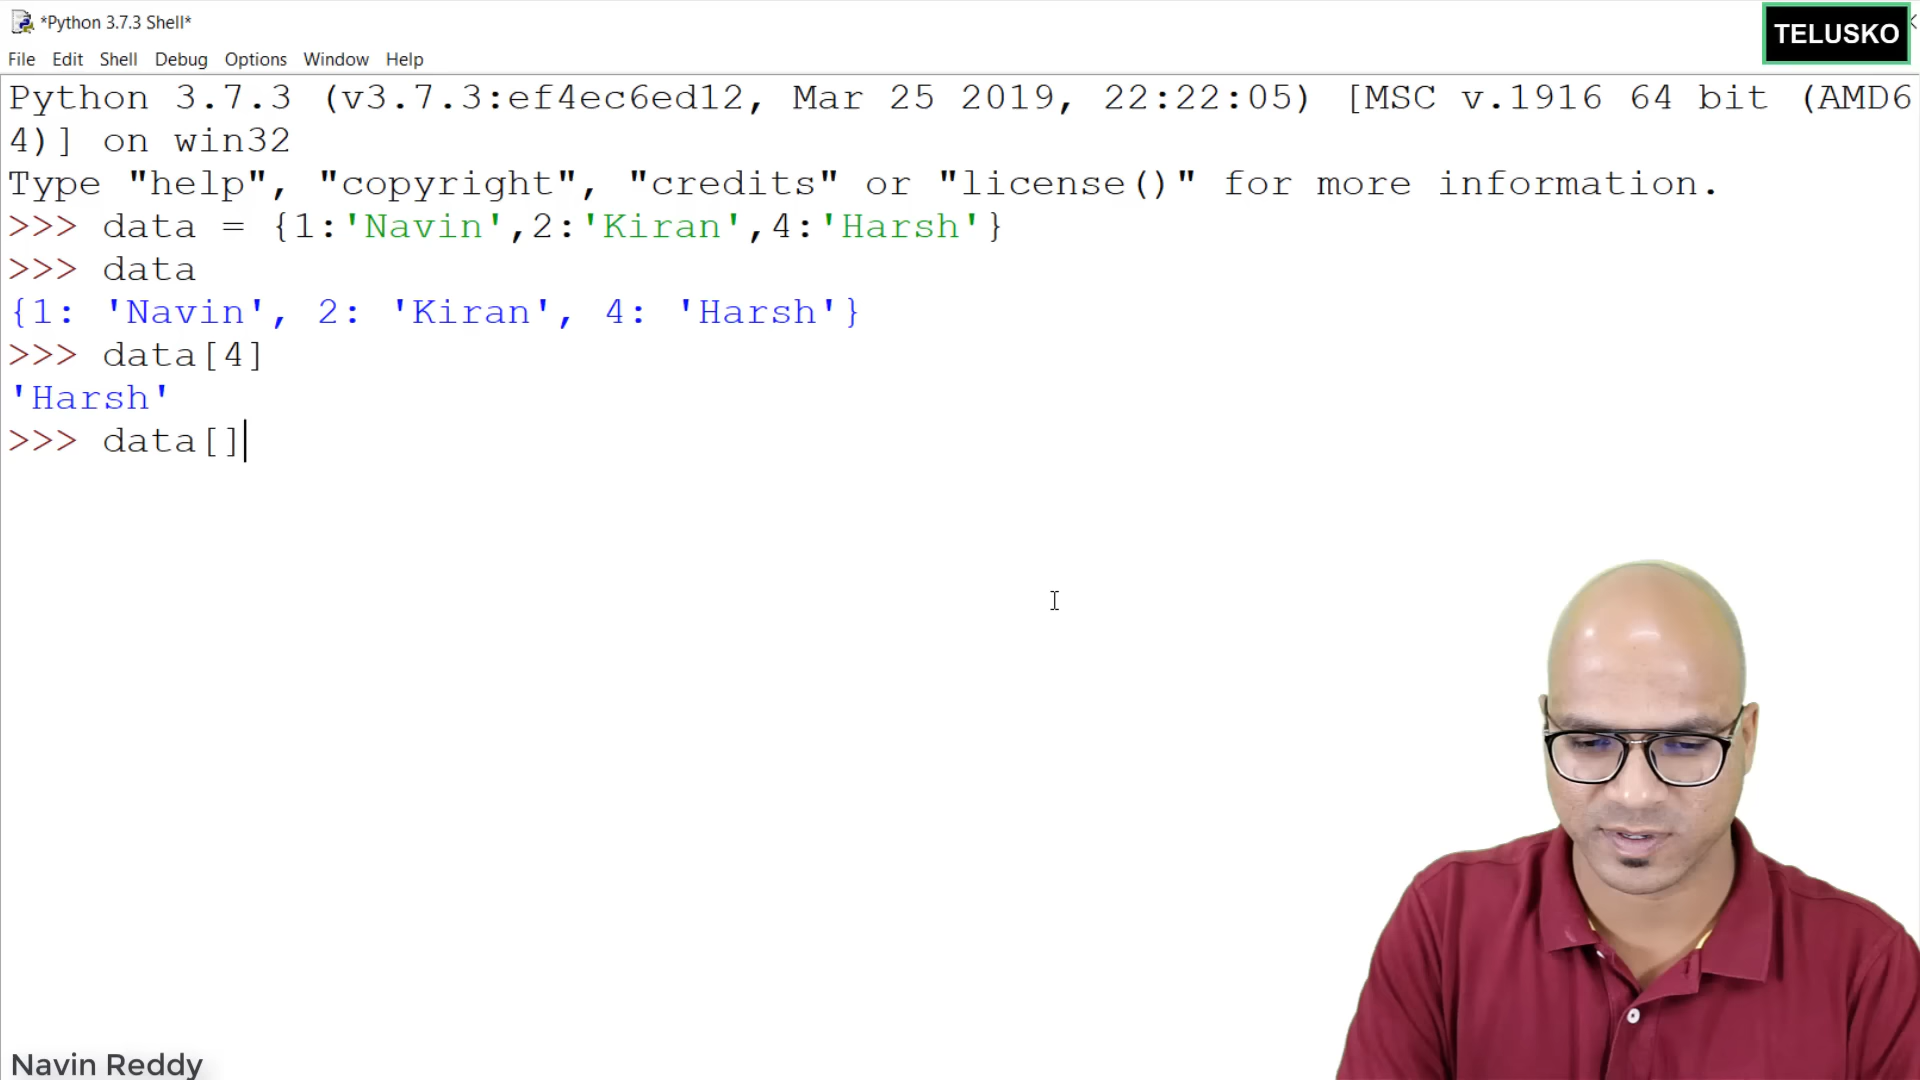 *Python 3.7.3 Shell*
TELUSKO
File Edit Shell Debug Options Window Help
Python 3.7.3 (v3.7.3:ef4ec6ed12, Mar 25 2019, 22:22:05) [MSC v.1916 64 bit (AMD6
4)] on win32
Type "help", "copyright", "credits" or "license()" for more information.
>>> data = {1:'Navin',2:'Kiran',4:'Harsh'}
>>> data
{1: 'Navin', 2: 'Kiran', 4: 'Harsh'}
>>> data[4]
'Harsh'
>>> data[]
Navin Reddy